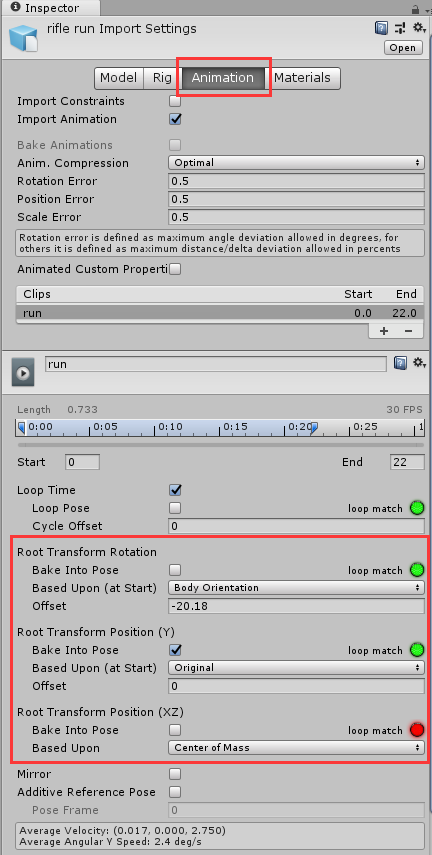 Inspector
rifle run Import Settings
Open
Model Rig Animation Materials
Import Constraints
Import Animation
Bake Animations
Anim. Compression Optimal
Rotation Error 0.5
Position Error 0.5
Scale Error 0.5
Rotation error is defined as maximum angle deviation allowed in degrees, for
others it is defined as maximum distance/delta deviation allowed in percents
Animated Custom Properti
Clips Start End
run 0.0 22.0
+ −
run
Length 0.733 30 FPS
0:00 0:05 0:10 0:15 0:20 0:25 1
Start 0 End 22
Loop Time
Loop Pose loop match
Cycle Offset 0
Root Transform Rotation
Bake Into Pose loop match
Based Upon (at Start) Body Orientation
Offset -20.18
Root Transform Position (Y)
Bake Into Pose loop match
Based Upon (at Start) Original
Offset 0
Root Transform Position (XZ)
Bake Into Pose loop match
Based Upon Center of Mass
Mirror
Additive Reference Pose
Pose Frame 0
Average Velocity: (0.017, 0.000, 2.750)
Average Angular Y Speed: 2.4 deg/s